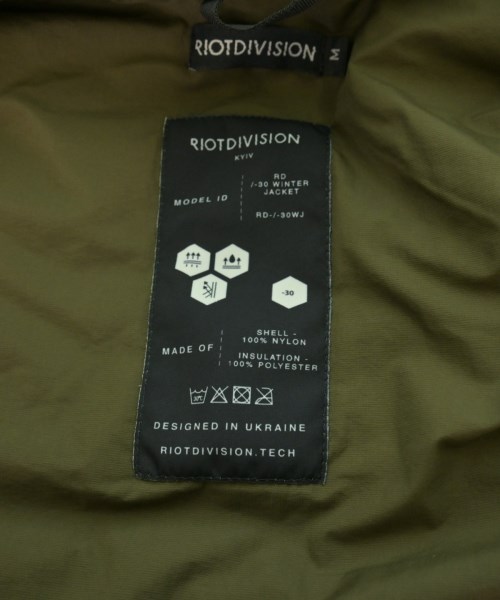 RIOTDIVISION M
RIOTDIVISION
KYIV
MODEL ID
RD
/-30 WINTER
JACKET
RD-/-30WJ
-30
MADE OF
SHELL -
100% NYLON
INSULATION -
100% POLYESTER
DESIGNED IN UKRAINE
RIOTDIVISION.TECH